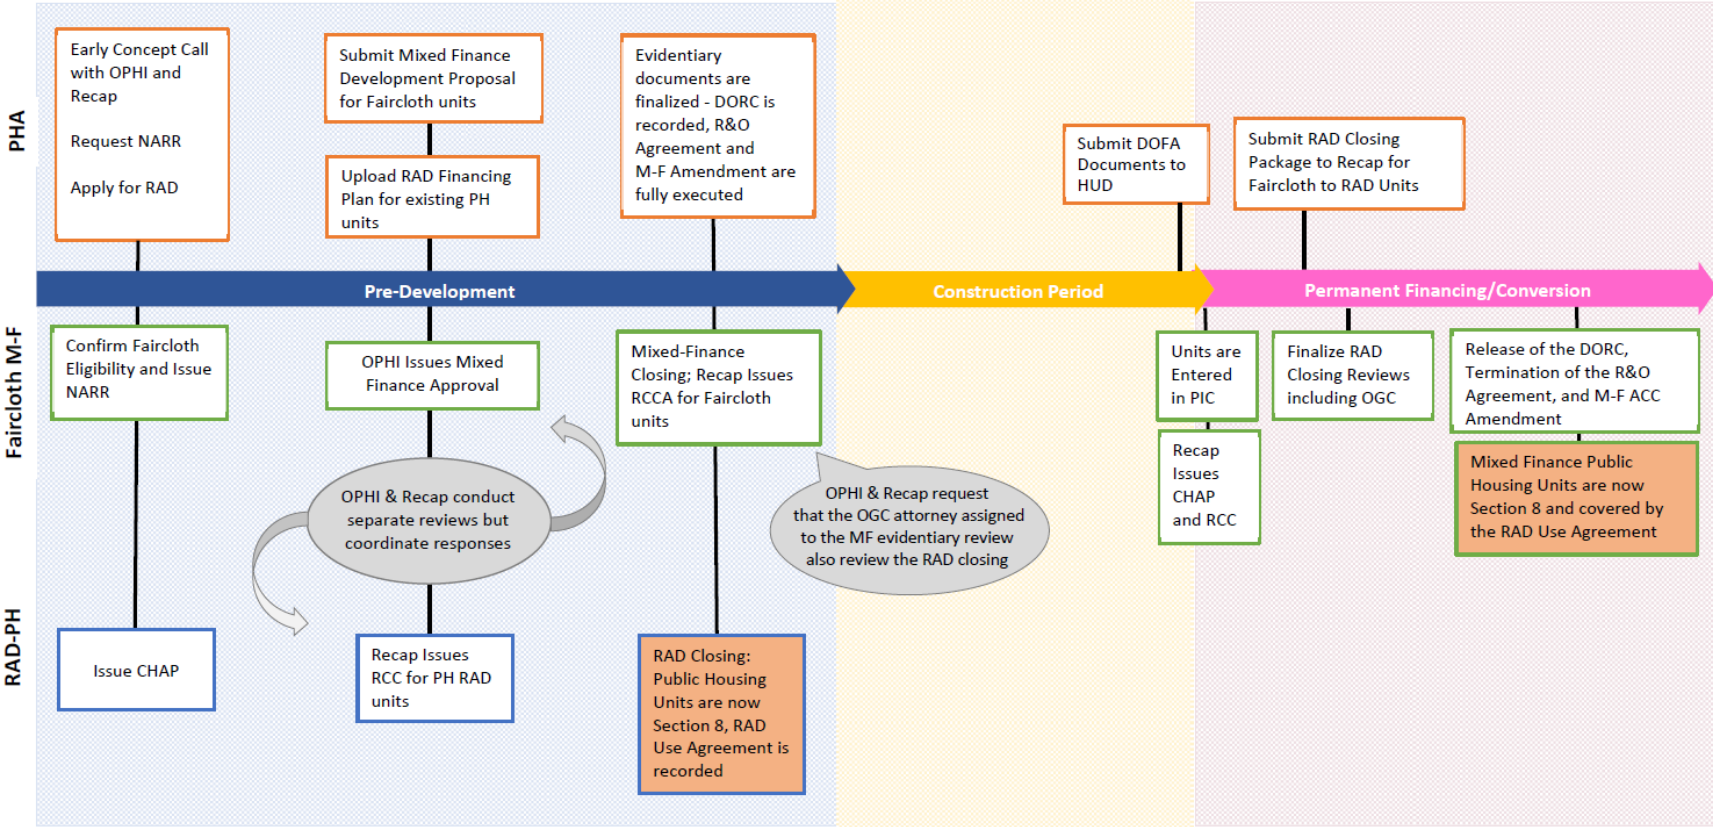 PHA
Early Concept Call
with OPHI and
Recap
Request NARR
Apply for RAD
Submit Mixed Finance
Development Proposal
for Faircloth units
Upload RAD Financing
Plan for existing PH
units
Evidentiary
documents are
finalized - DORC is
recorded, R&O
Agreement and
M-F Amendment are
fully executed
Submit DOFA
Documents to
HUD
Submit RAD Closing
Package to Recap for
Faircloth to RAD Units
Pre-Development
Construction Period
Permanent Financing/Conversion
Faircloth M-F
Confirm Faircloth
Eligibility and Issue
NARR
OPHI Issues Mixed
Finance Approval
Mixed-Finance
Closing; Recap Issues
RCCA for Faircloth
units
Units are
Entered
in PIC
Finalize RAD
Closing Reviews
including OGC
Release of the DORC,
Termination of the R&O
Agreement, and M-F ACC
Amendment
Recap
Issues
CHAP
and RCC
Mixed Finance Public
Housing Units are now
Section 8 and covered by
the RAD Use Agreement
OPHI & Recap conduct
separate reviews but
coordinate responses
OPHI & Recap request
that the OGC attorney assigned
to the MF evidentiary review
also review the RAD closing
RAD-PH
Issue CHAP
Recap Issues
RCC for PH RAD
units
RAD Closing:
Public Housing
Units are now
Section 8, RAD
Use Agreement is
recorded